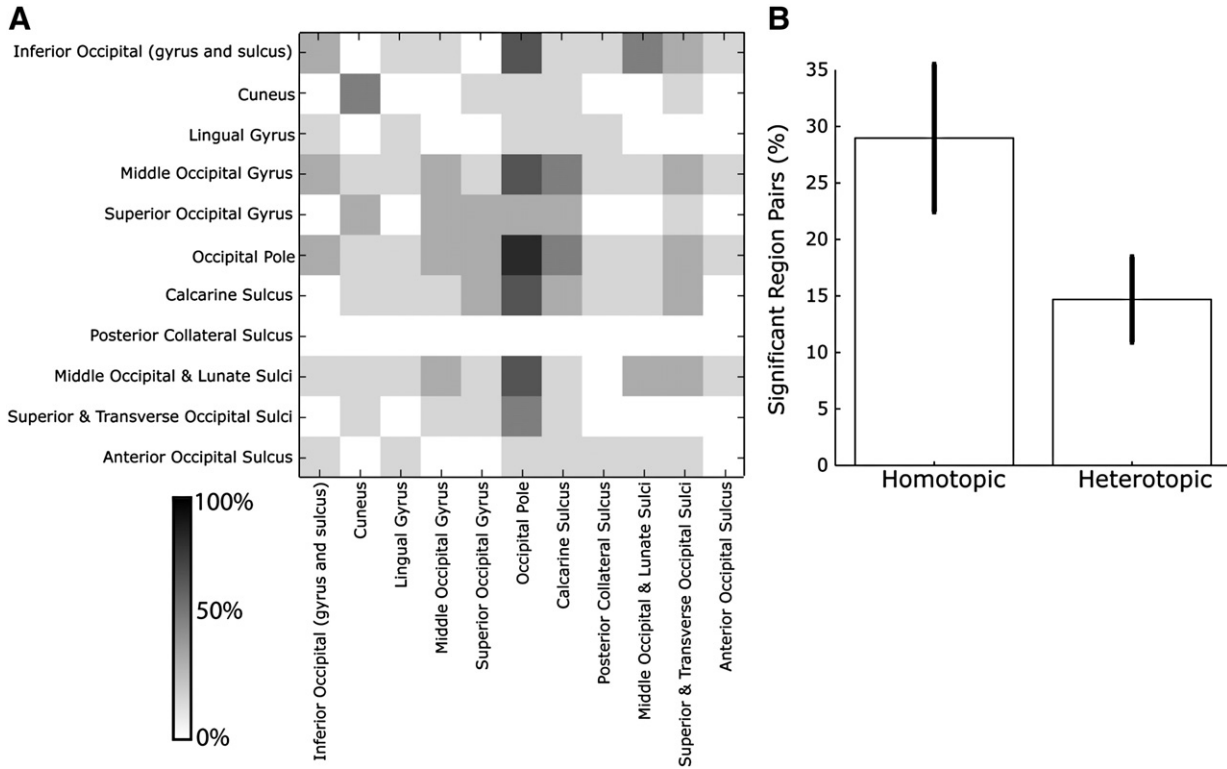 A
Inferior Occipital (gyrus and sulcus)
Cuneus
Lingual Gyrus
Middle Occipital Gyrus
Superior Occipital Gyrus
Occipital Pole
Calcarine Sulcus
Posterior Collateral Sulcus
Middle Occipital & Lunate Sulci
Superior & Transverse Occipital Sulci
Anterior Occipital Sulcus
100%
50%
0%
Inferior Occipital (gyrus and sulcus)
Cuneus
Lingual Gyrus
Middle Occipital Gyrus
Superior Occipital Gyrus
Occipital Pole
Calcarine Sulcus
Posterior Collateral Sulcus
Middle Occipital & Lunate Sulci
Superior & Transverse Occipital Sulci
Anterior Occipital Sulcus
B
Significant Region Pairs (%)
35
30
25
20
15
10
5
0
Homotopic
Heterotopic